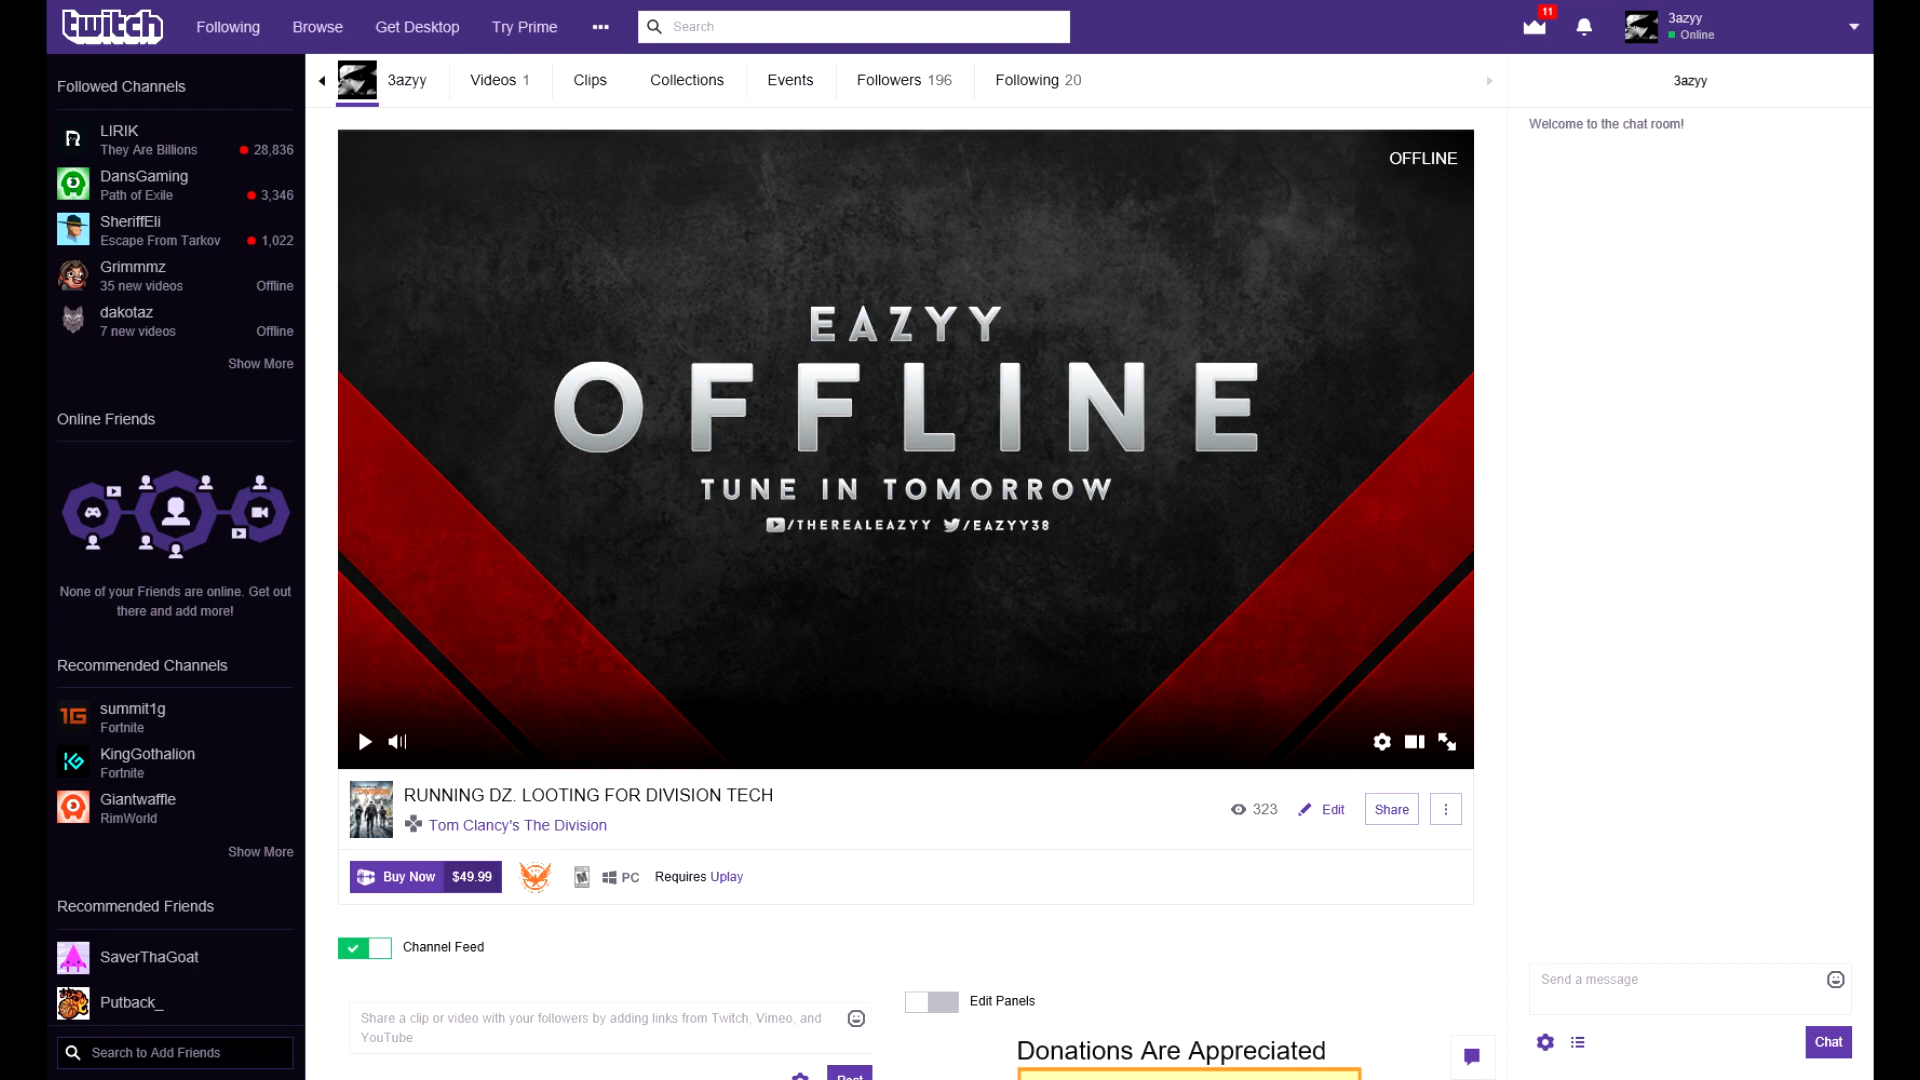 twitch
Following
Browse
Get Desktop
Try Prime
Search
11
3azyy
Online
Followed Channels
LIRIK
They Are Billions
28,836
DansGaming
Path of Exile
3,346
SheriffEli
Escape From Tarkov
1,022
Grimmmz
35 new videos
Offline
dakotaz
7 new videos
Offline
Show More
Online Friends
None of your Friends are online. Get out
there and add more!
Recommended Channels
summit1g
Fortnite
KingGothalion
Fortnite
Giantwaffle
RimWorld
Show More
Recommended Friends
SaverThaGoat
Putback_
Search to Add Friends
3azyy
Videos 1
Clips
Collections
Events
Followers 196
Following 20
OFFLINE
EAZYY
OFFLINE
TUNE IN TOMORROW
/THEREALEAZYY /EAZYY38
RUNNING DZ. LOOTING FOR DIVISION TECH
Tom Clancy's The Division
323
Edit
Share
Buy Now $49.99
PC
Requires Uplay
Channel Feed
Share a clip or video with your followers by adding links from Twitch, Vimeo, and
YouTube.
Post
Edit Panels
Donations Are Appreciated
3azyy
Welcome to the chat room!
Send a message
Chat